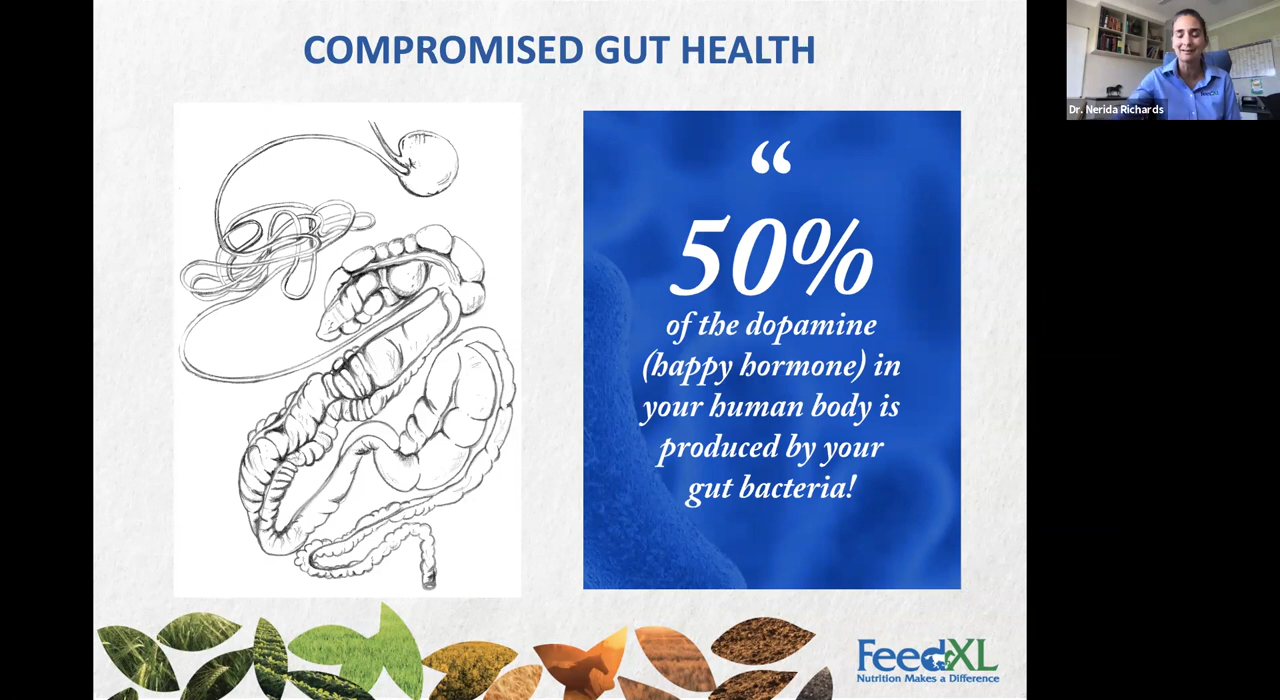 COMPROMISED GUT HEALTH
“
50%
of the dopamine
(happy hormone) in
your human body is
produced by your
gut bacteria!
FeedXL
Nutrition Makes a Difference
Dr. Nerida Richards
FeedXL